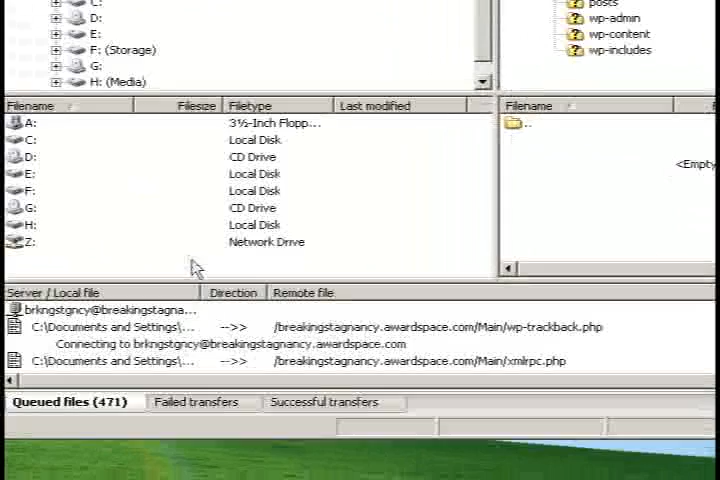 C:
posts
D:
wp-admin
E:
wp-content
F: (Storage)
wp-includes
G:
H: (Media)
Filename Filesize Filetype Last modified Filename F
A: 3½-Inch Flopp... ..
C: Local Disk
D: CD Drive <Empty
E: Local Disk
F: Local Disk
G: CD Drive
H: Local Disk
Z: Network Drive
Server / Local file Direction Remote file
brkngstgncy@breakingstagna...
C:\Documents and Settings\... -->> /breakingstagnancy.awardspace.com/Main/wp-trackback.php
Connecting to brkngstgncy@breakingstagnancy.awardspace.com
C:\Documents and Settings\... -->> /breakingstagnancy.awardspace.com/Main/xmlrpc.php
Queued files (471) Failed transfers Successful transfers